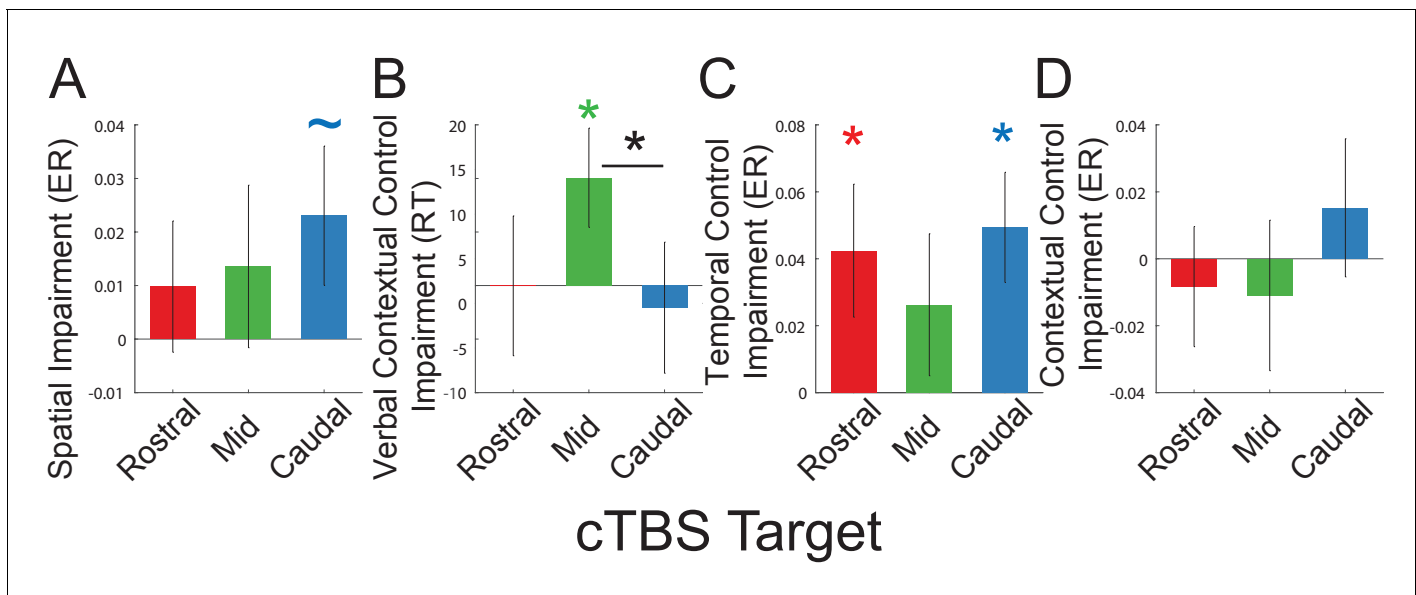 A
Spatial Impairment (ER)
0.04
0.03
0.02
0.01
0
-0.01
Rostral
Mid
Caudal
~
B
Verbal Contextual Control
Impairment (RT)
20
15
10
5
0
-5
-10
Rostral
Mid
Caudal
*
*
C
Temporal Control
Impairment (ER)
0.08
0.06
0.04
0.02
0
Rostral
Mid
Caudal
*
*
D
Contextual Control
Impairment (ER)
0.04
0.02
0
-0.02
-0.04
Rostral
Mid
Caudal
cTBS Target